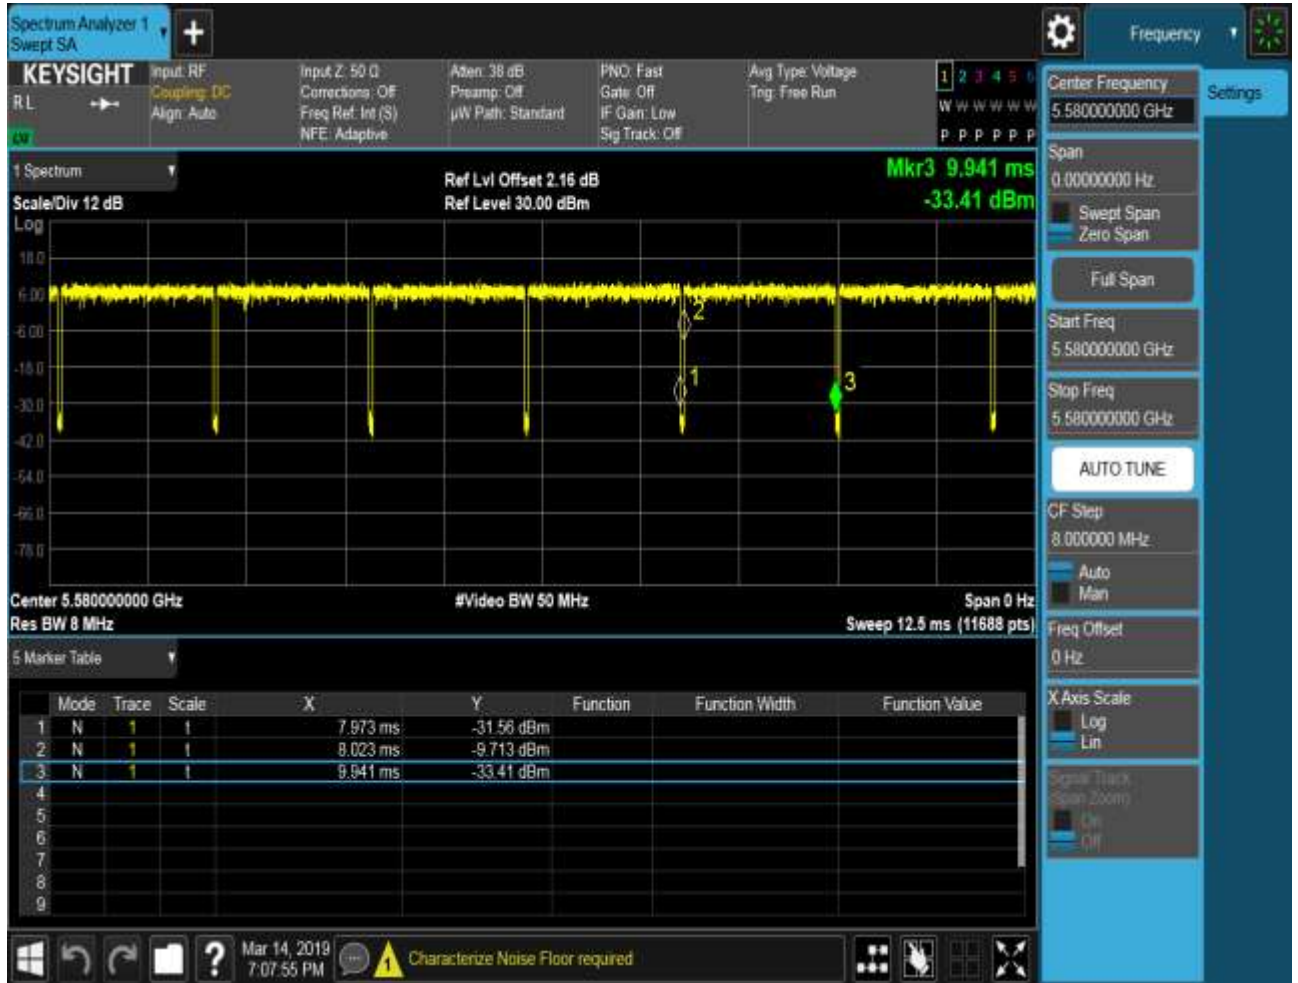 Spectrum Analyzer 1
Swept SA
+
Frequency
KEYSIGHT
R L
Input: RF
Coupling: DC
Align: Auto
Input Z: 50 Ω
Corrections: Off
Freq Ref: Int (S)
NFE: Adaptive
Atten: 38 dB
Preamp: Off
µW Path: Standard
PNO: Fast
Gate: Off
IF Gain: Low
Sig Track: Off
Avg Type: Voltage
Trig: Free Run
1 2 3 4 5 6
W W W W W W
P P P P P P
Center Frequency
5.580000000 GHz
Settings
Span
0.00000000 Hz
Swept Span
Zero Span
Full Span
Start Freq
5.580000000 GHz
Stop Freq
5.580000000 GHz
AUTO TUNE
CF Step
8.000000 MHz
Auto
Man
Freq Offset
0 Hz
X Axis Scale
Log
Lin
Signal Track
(Span Zoom)
On
Off
1 Spectrum
Scale/Div 12 dB
Ref Lvl Offset 2.16 dB
Ref Level 30.00 dBm
Mkr3 9.941 ms
-33.41 dBm
Log
18.0
6.00
-6.00
-18.0
-30.0
-42.0
-54.0
-66.0
-78.0
2
1
3
Center 5.580000000 GHz
#Video BW 50 MHz
Span 0 Hz
Res BW 8 MHz
Sweep 12.5 ms (11688 pts)
5 Marker Table
Mode Trace Scale X Y Function Function Width Function Value
1 N 1 t 7.973 ms -31.56 dBm
2 N 1 t 8.023 ms -9.713 dBm
3 N 1 t 9.941 ms -33.41 dBm
4
5
6
7
8
9
?
Mar 14, 2019
7:07:55 PM
1
Characterize Noise Floor required